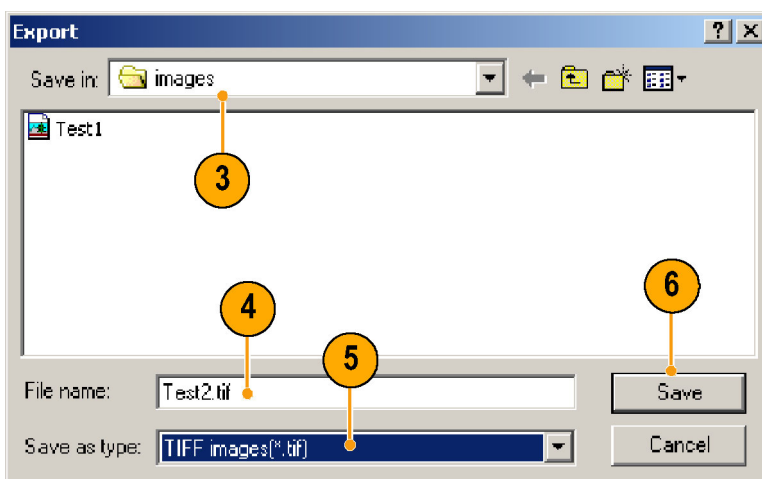 Export
Save in: images
Test1
3
4
5
6
File name: Test2.tif
Save
Save as type: TIFF images(*.tif)
Cancel